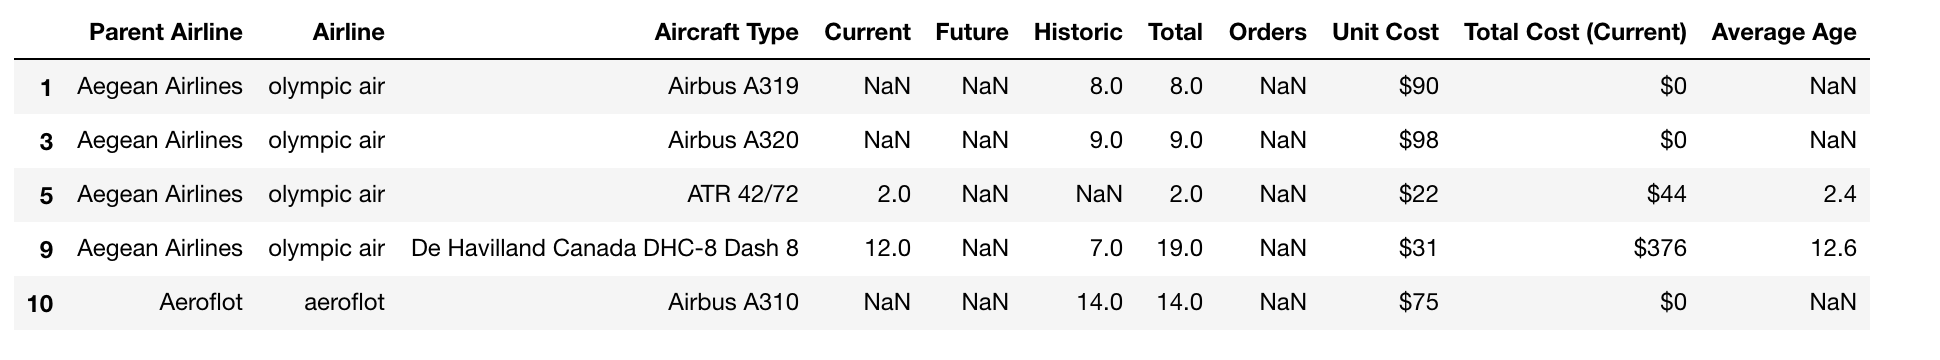 Parent Airline Airline Aircraft Type Current Future Historic Total Orders Unit Cost Total Cost (Current) Average Age
1 Aegean Airlines olympic air Airbus A319 NaN NaN 8.0 8.0 NaN $90 $0 NaN
3 Aegean Airlines olympic air Airbus A320 NaN NaN 9.0 9.0 NaN $98 $0 NaN
5 Aegean Airlines olympic air ATR 42/72 2.0 NaN NaN 2.0 NaN $22 $44 2.4
9 Aegean Airlines olympic air De Havilland Canada DHC-8 Dash 8 12.0 NaN 7.0 19.0 NaN $31 $376 12.6
10 Aeroflot aeroflot Airbus A310 NaN NaN 14.0 14.0 NaN $75 $0 NaN